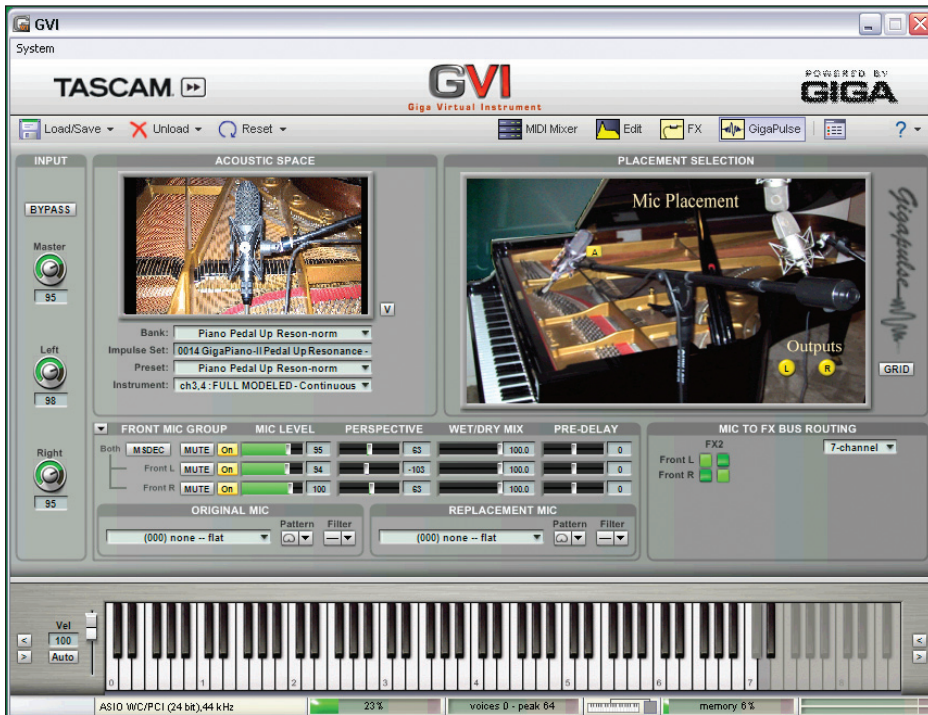 GVI
System
TASCAM
GVI
Giga Virtual Instrument
POWERED BY
GIGA
Load/Save
Unload
Reset
MIDI Mixer
Edit
FX
GigaPulse
?
INPUT
BYPASS
Master
95
Left
98
Right
95
ACOUSTIC SPACE
V
Bank: Piano Pedal Up Reson-norm
Impulse Set: 0014 GigaPiano-II Pedal Up Resonance -
Preset: Piano Pedal Up Reson-norm
Instrument: ch3,4 : FULL MODELED - Continuous
PLACEMENT SELECTION
Mic Placement
A
Outputs
L R
Gigapulse
GRID
FRONT MIC GROUP MIC LEVEL PERSPECTIVE WET/DRY MIX PRE-DELAY
Both MSDEC MUTE On 95 63 100.0 0
Front L MUTE On 94 -103 100.0 0
Front R MUTE On 100 63 100.0 0
ORIGINAL MIC
Pattern Filter
(000) none -- flat
REPLACEMENT MIC
Pattern Filter
(000) none -- flat
MIC TO FX BUS ROUTING
FX2
7-channel
Front L
Front R
Vel
100
Auto
< >
0 1 2 3 4 5 6 7 8
< >
ASIO WC/PCI (24 bit),44 kHz 23% voices 0 - peak 64 memory 6%